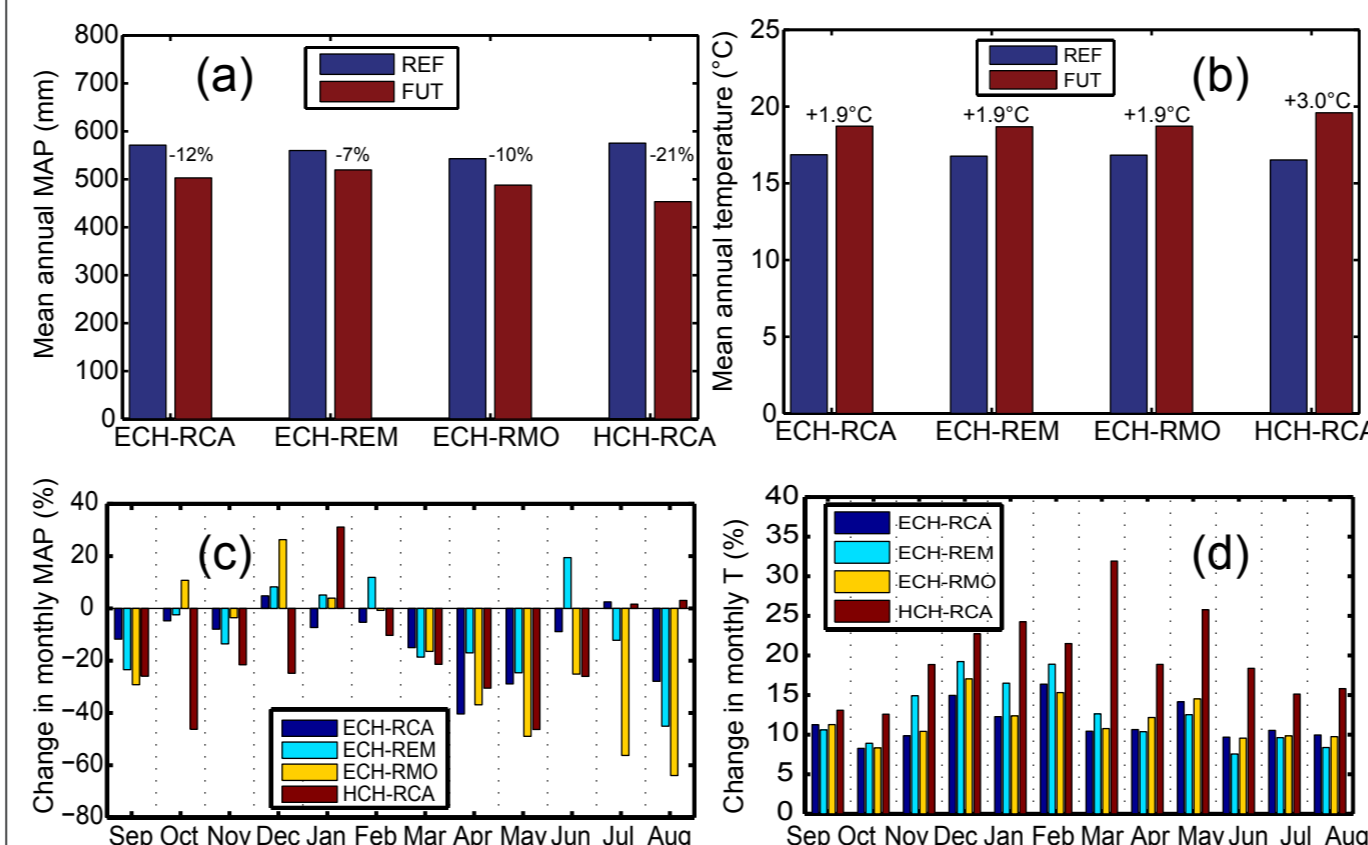 Mean annual MAP (mm)
800
700
600
500
400
300
200
100
0
(a)
REF
FUT
-12%
-7%
-10%
-21%
ECH-RCA ECH-REM ECH-RMO HCH-RCA
Mean annual temperature (°C)
25
20
15
10
5
0
REF
FUT
(b)
+1.9°C
+1.9°C
+1.9°C
+3.0°C
ECH-RCA ECH-REM ECH-RMO HCH-RCA
Change in monthly MAP (%)
40
20
0
−20
−40
−60
−80
(c)
ECH-RCA
ECH-REM
ECH-RMO
HCH-RCA
Sep Oct Nov Dec Jan Feb Mar Apr May Jun Jul Aug
Change in monthly T (%)
40
35
30
25
20
15
10
5
0
ECH-RCA
ECH-REM
ECH-RMO
HCH-RCA
(d)
Sep Oct Nov Dec Jan Feb Mar Apr May Jun Jul Aug